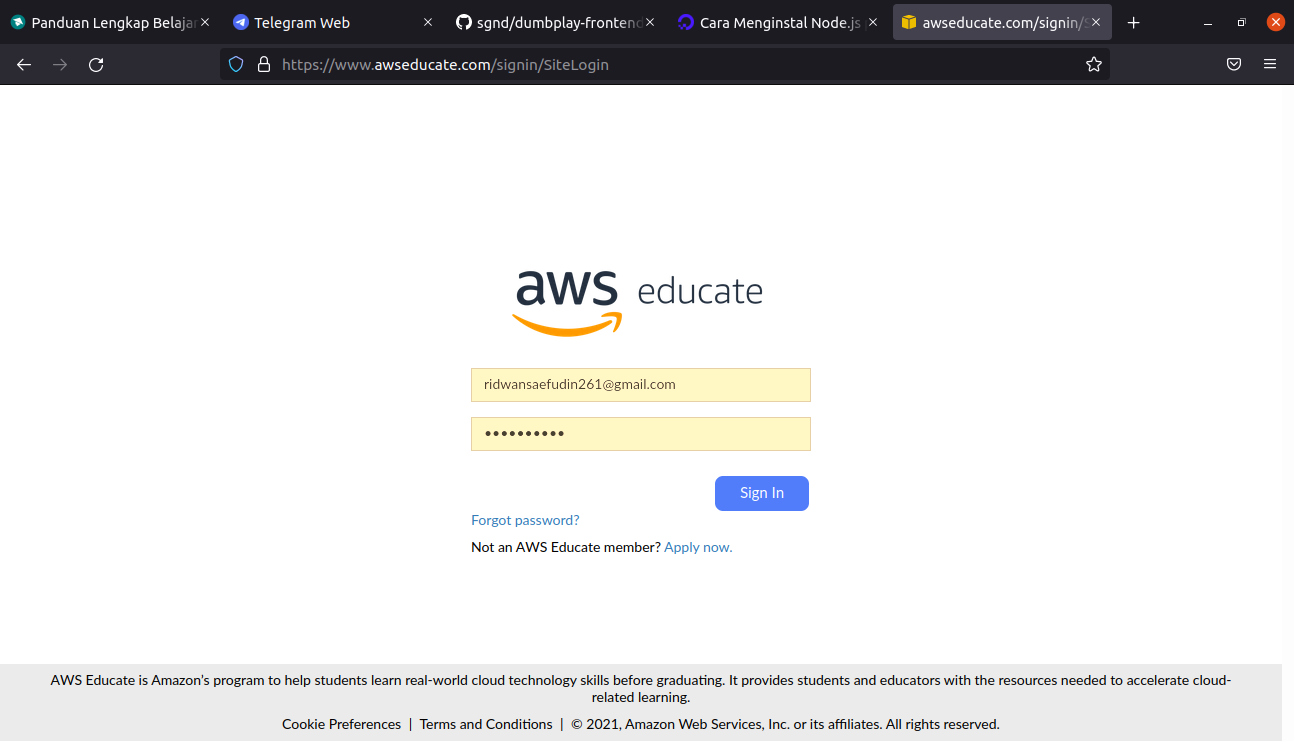 Panduan Lengkap Belajar
Telegram Web
sgnd/dumbplay-frontend
Cara Menginstal Node.js
awseducate.com/signin/S
https://www.awseducate.com/signin/SiteLogin
aws educate
ridwansaefudin261@gmail.com
••••••••••
Sign In
Forgot password?
Not an AWS Educate member? Apply now.
AWS Educate is Amazon's program to help students learn real-world cloud technology skills before graduating. It provides students and educators with the resources needed to accelerate cloud-
related learning.
Cookie Preferences | Terms and Conditions | © 2021, Amazon Web Services, Inc. or its affiliates. All rights reserved.